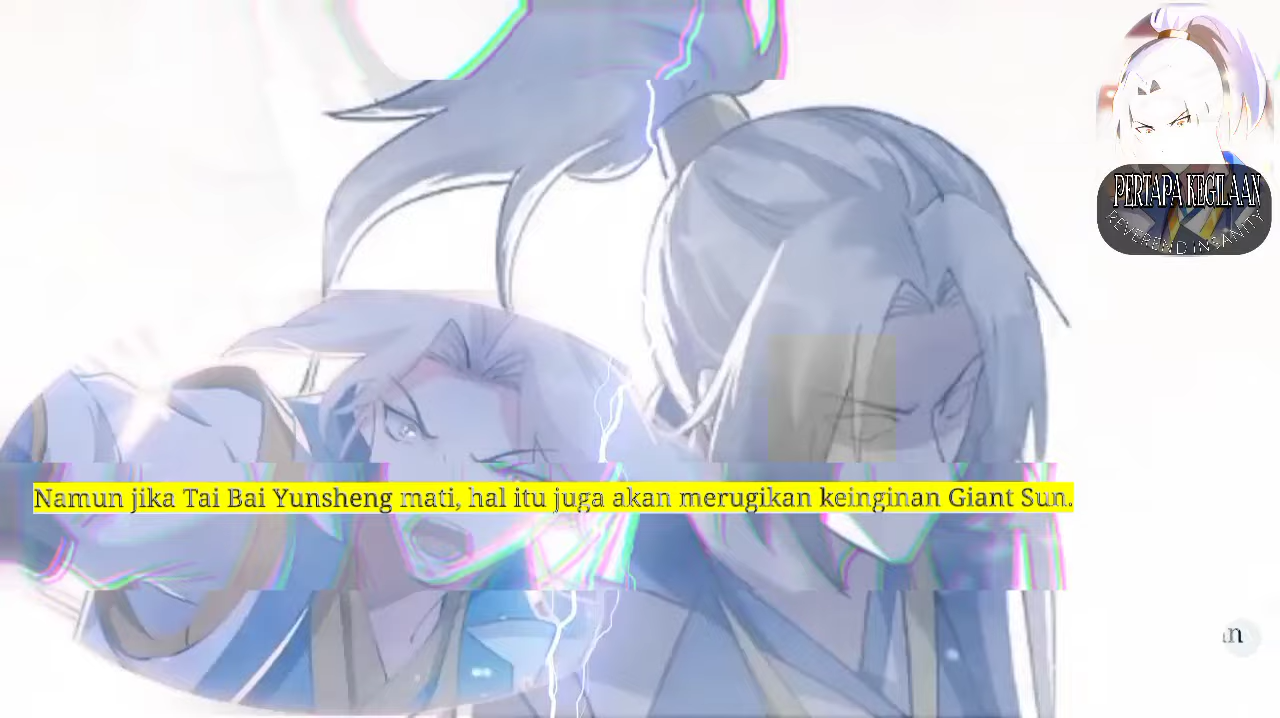 PERTAPA KEGILAAN
REVEREND INSANITY
Namun jika Tai Bai Yunsheng mati, hal itu juga akan merugikan keinginan Giant Sun.